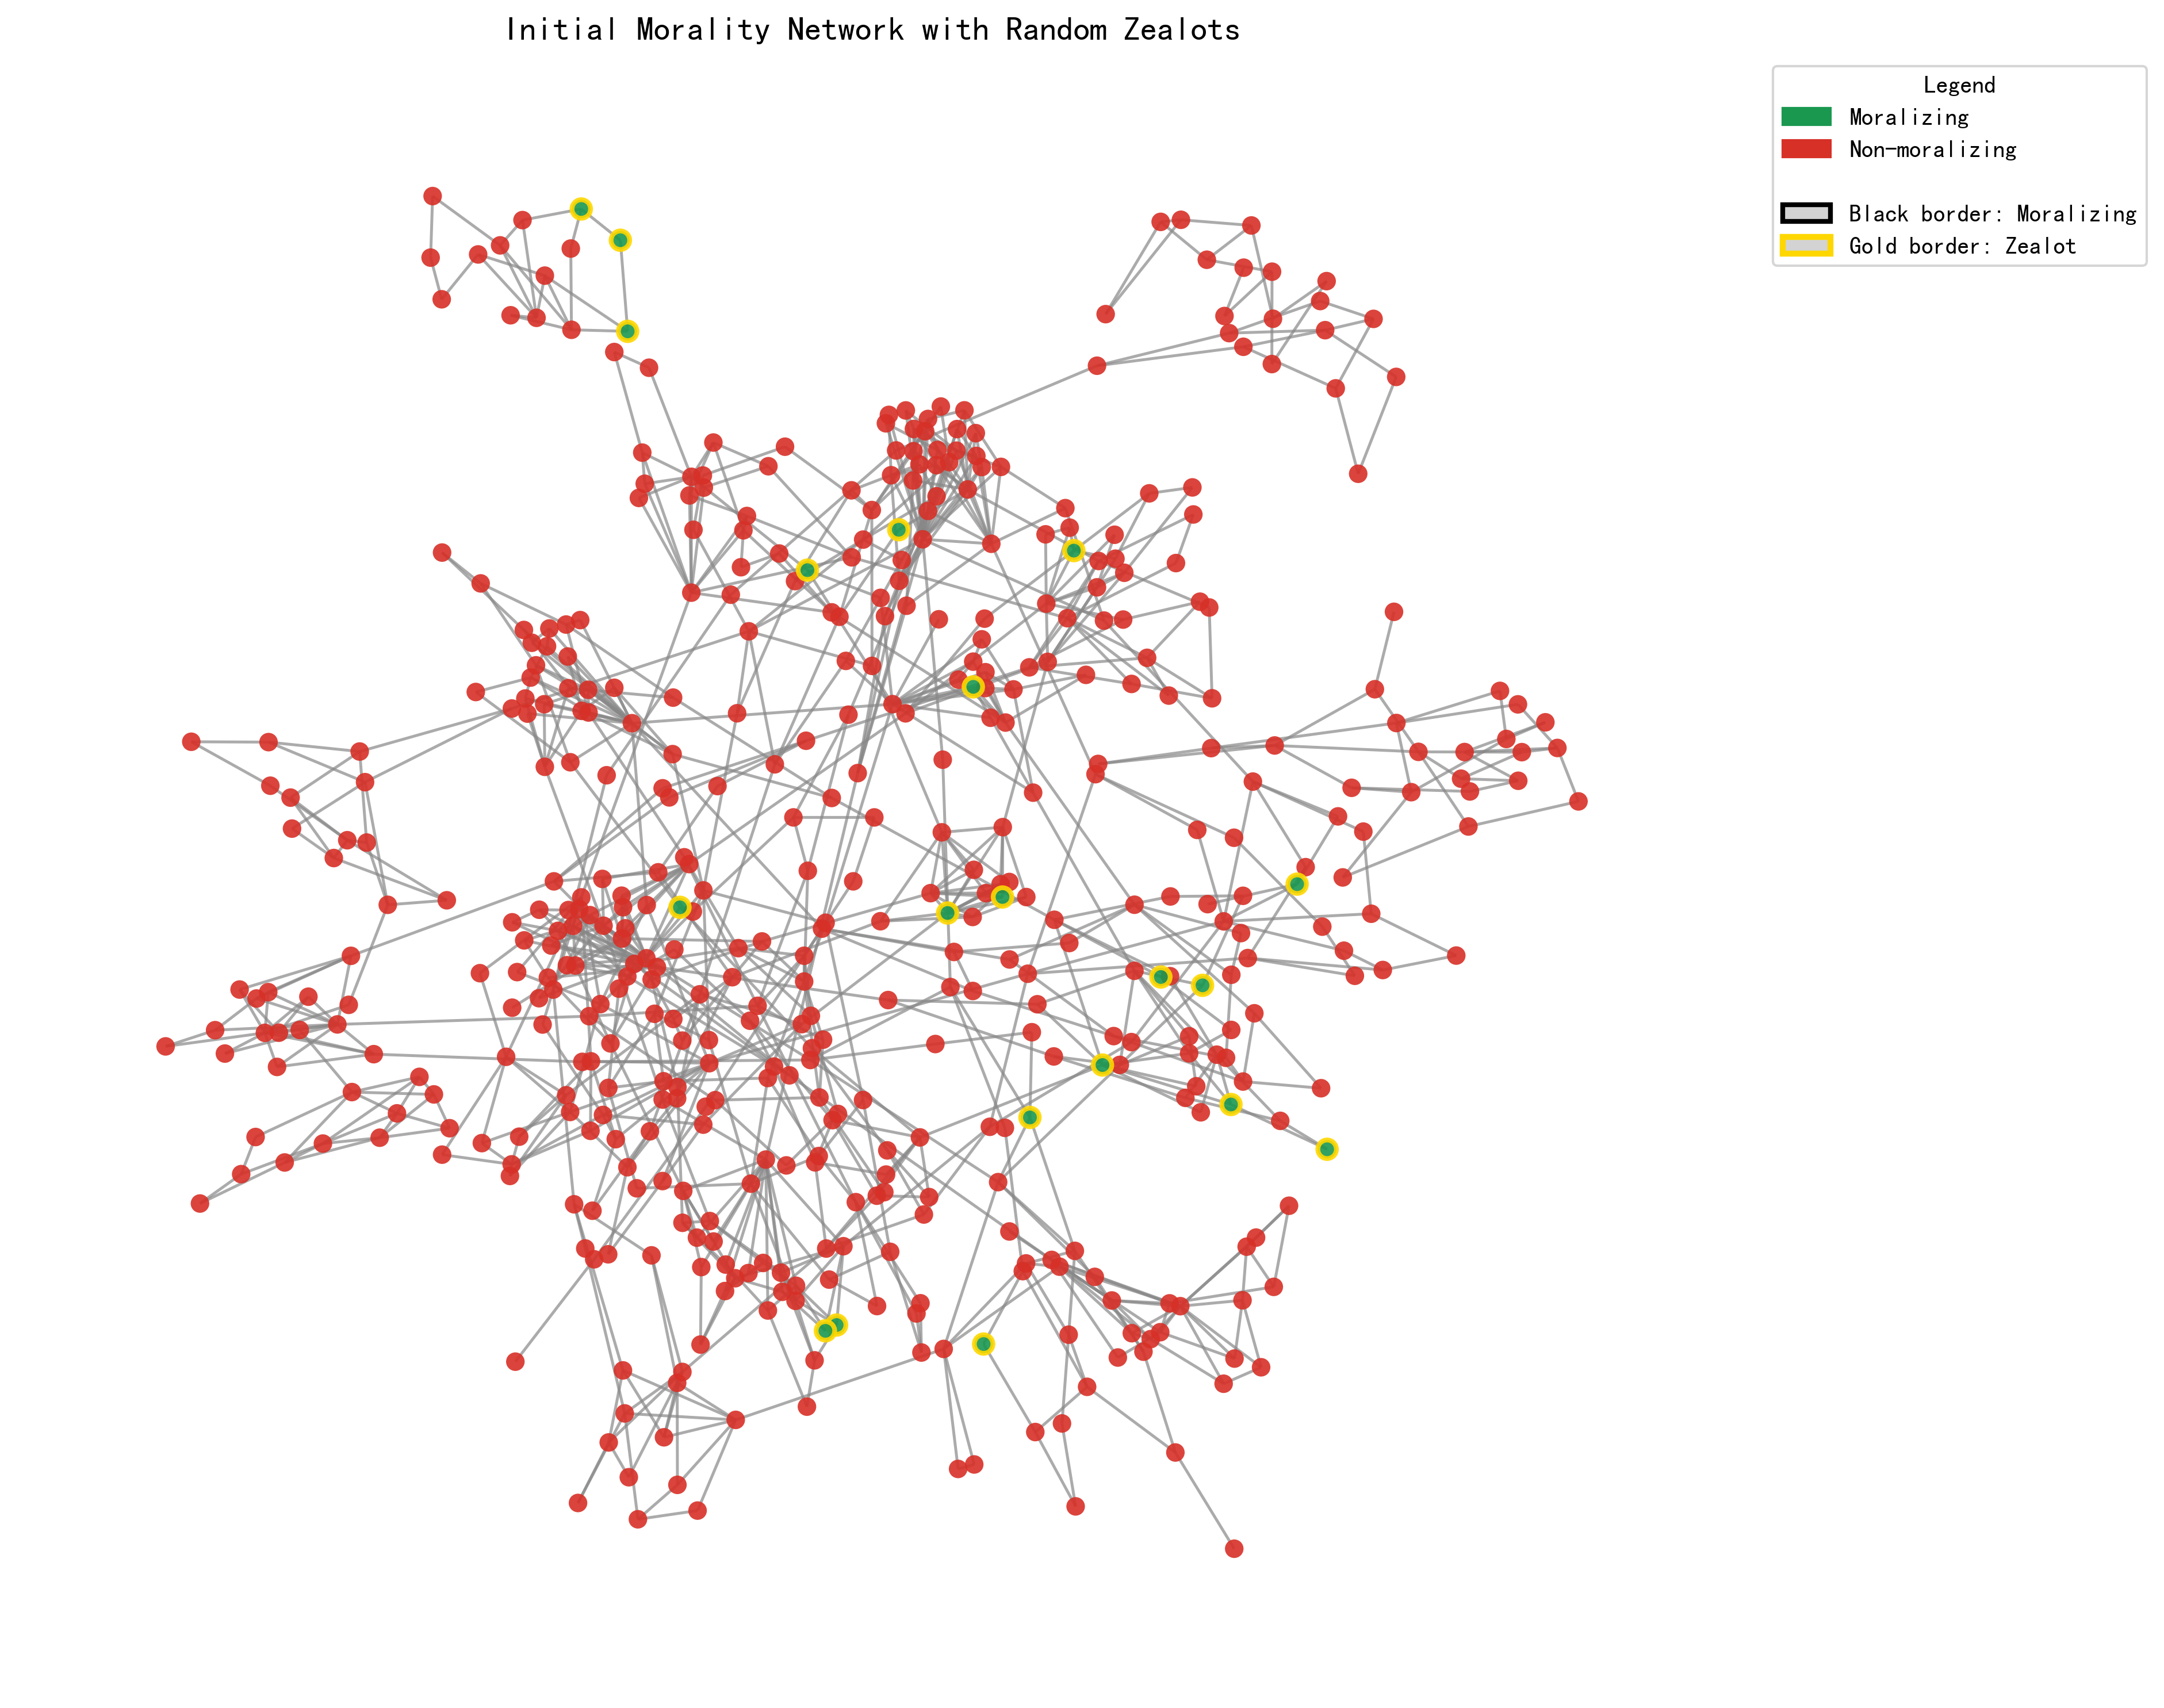 Initial Morality Network with Random Zealots
Legend
Moralizing
Non-moralizing
Black border: Moralizing
Gold border: Zealot